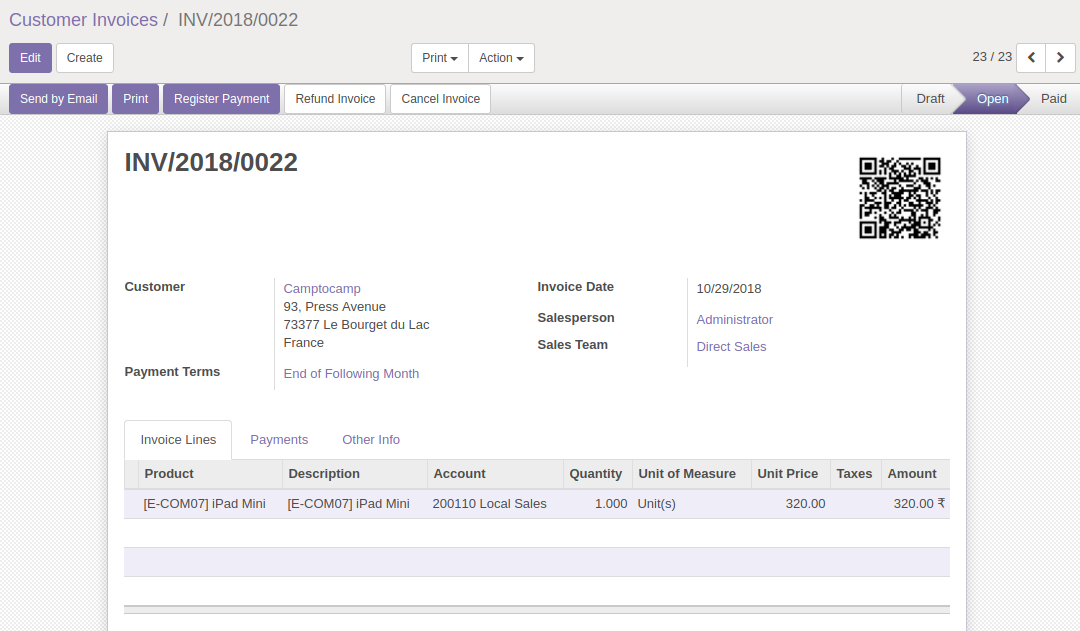 Customer Invoices / INV/2018/0022
Edit Create Print Action 23 / 23
Send by Email Print Register Payment Refund Invoice Cancel Invoice Draft Open Paid
INV/2018/0022
Customer Camptocamp Invoice Date 10/29/2018
93, Press Avenue
73377 Le Bourget du Lac Salesperson Administrator
France Sales Team Direct Sales
Payment Terms End of Following Month
Invoice Lines Payments Other Info
Product Description Account Quantity Unit of Measure Unit Price Taxes Amount
[E-COM07] iPad Mini [E-COM07] iPad Mini 200110 Local Sales 1.000 Unit(s) 320.00 320.00 ₹